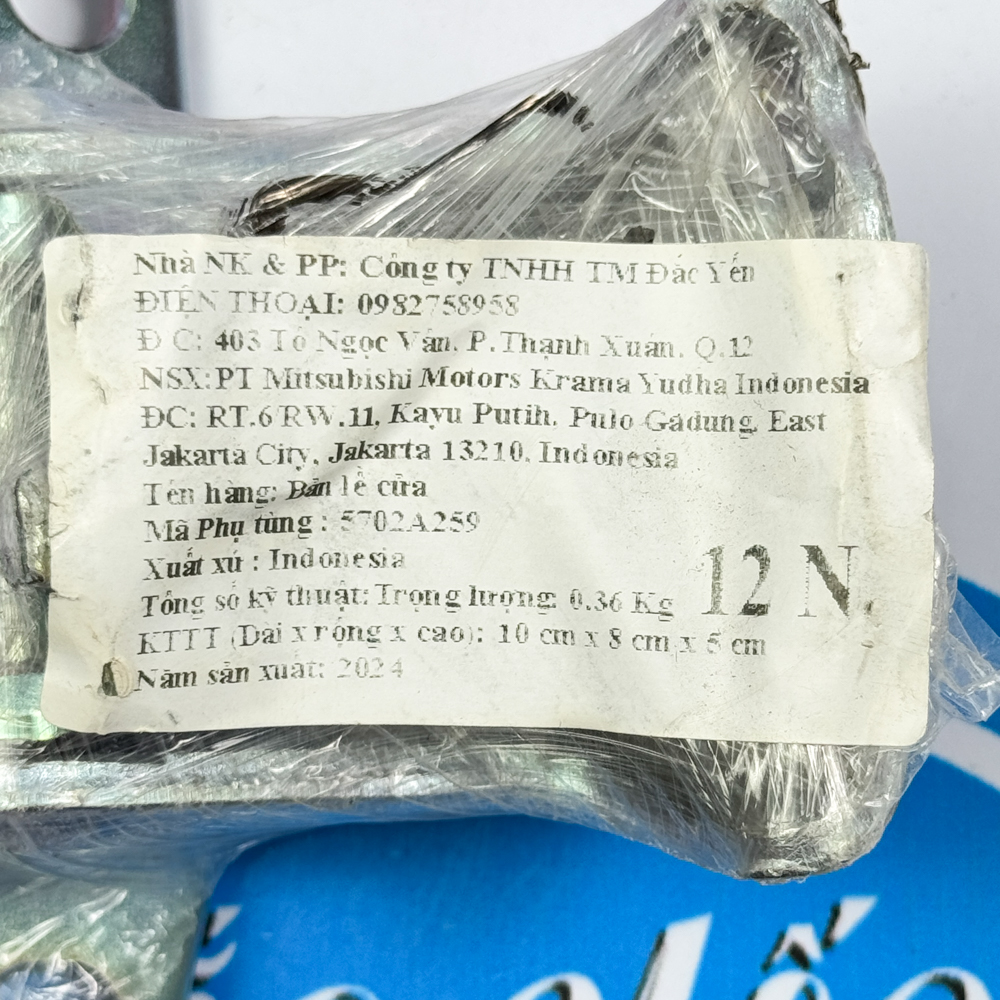 Nhà NK & PP: Công ty TNHH TM Đắc Yến
ĐIỆN THOẠI: 0982758958
Đ C: 403 Tô Ngọc Vân. P.Thạnh Xuân. Q.12
NSX:PT Mitsubishi Motors Krama Yudha Indonesia
ĐC: RT.6/RW.11, Kayu Putih, Pulo Gadung, East
Jakarta City, Jakarta 13210, Indonesia
Tên hàng: Bản lề cửa
Mã Phụ tùng : 5702A259
Xuất xứ : Indonesia
Tổng số kỹ thuật: Trọng lượng: 0.36 Kg
12 N
KTTT (Dài x rộng x cao): 10 cm x 8 cm x 5 cm
Năm sản xuất: 2024